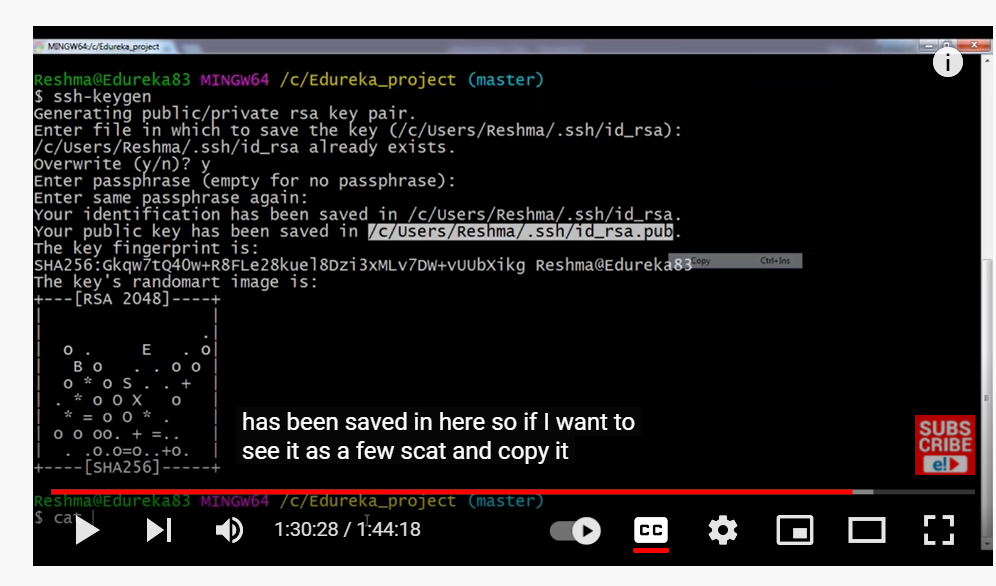 MINGW64:/c/Edureka_project
Reshma@Edureka83 MINGW64 /c/Edureka_project (master)
$ ssh-keygen
Generating public/private rsa key pair.
Enter file in which to save the key (/c/Users/Reshma/.ssh/id_rsa):
/c/Users/Reshma/.ssh/id_rsa already exists.
Overwrite (y/n)? y
Enter passphrase (empty for no passphrase):
Enter same passphrase again:
Your identification has been saved in /c/Users/Reshma/.ssh/id_rsa.
Your public key has been saved in /c/Users/Reshma/.ssh/id_rsa.pub.
The key fingerprint is:
SHA256:Gkqw7tQ4Ow+R8FLe28kuel8Dzi3xMLv7DW+vUUbXikg Reshma@Edureka83
Copy Ctrl+Ins
The key's randomart image is:
+---[RSA 2048]----+
|                 |
|                .|
|  o .     E   . o|
|   B o   . . o o |
|  o * o S . . +  |
| . * o O X   o   |
|  * = o O * .    |
| o o oo. + =..   |
|  . .o.o=o..+o.  |
+----[SHA256]-----+
has been saved in here so if I want to
see it as a few scat and copy it
SUBS
CRIBE
e!
Reshma@Edureka83 MINGW64 /c/Edureka_project (master)
$ cat
1:30:28 / 1:44:18
CC